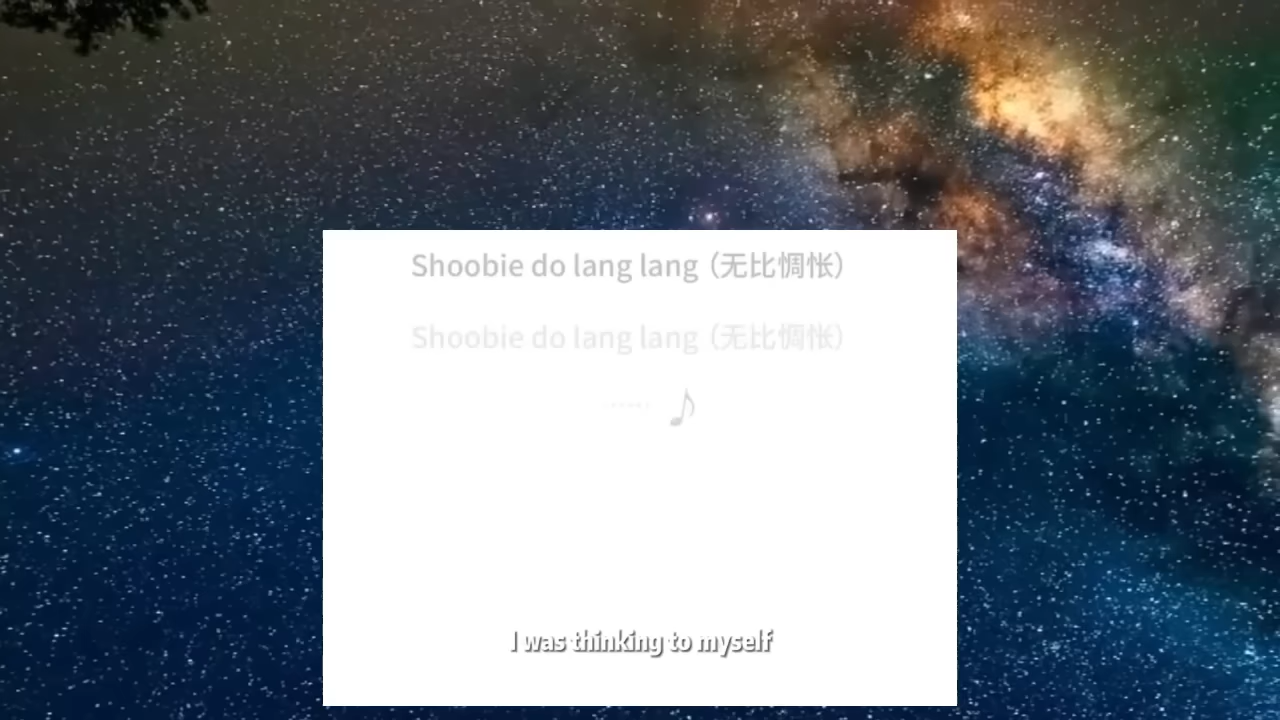 Shoobie do lang lang (无比惆怅)
Shoobie do lang lang (无比惆怅)
······ ♪
I was thinking to myself